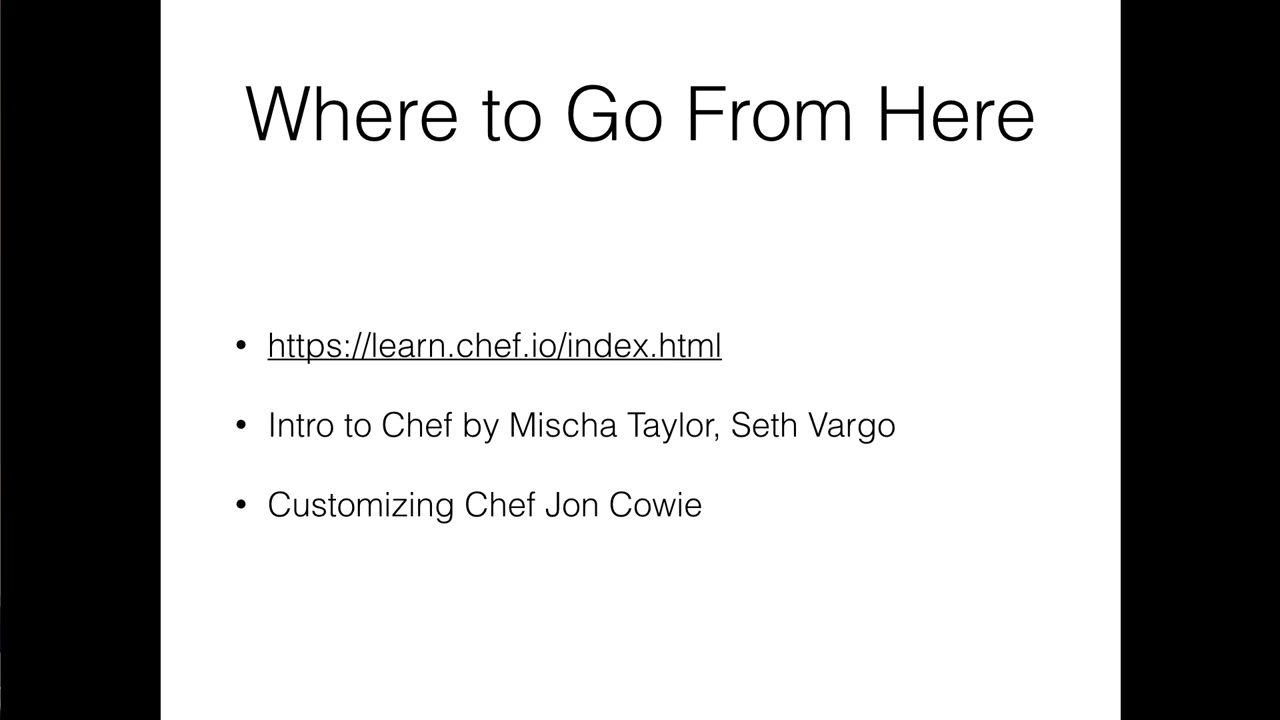 Where to Go From Here
• https://learn.chef.io/index.html
• Intro to Chef by Mischa Taylor, Seth Vargo
• Customizing Chef Jon Cowie